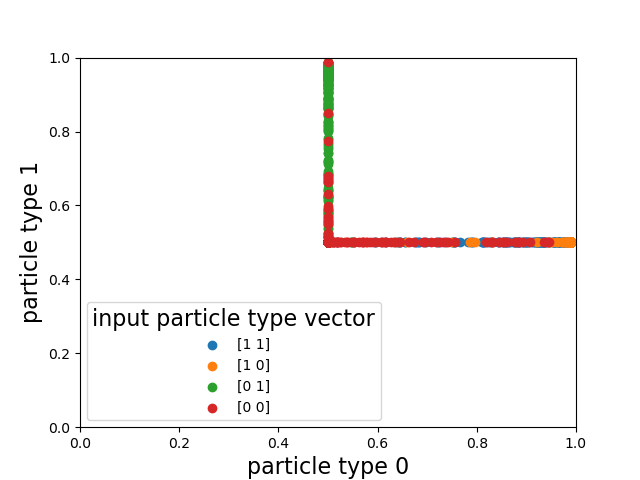 1.0
0.8
0.6
0.4
0.2
0.0
particle type 1
input particle type vector
[1 1]
[1 0]
[0 1]
[0 0]
0.0 0.2 0.4 0.6 0.8 1.0
particle type 0